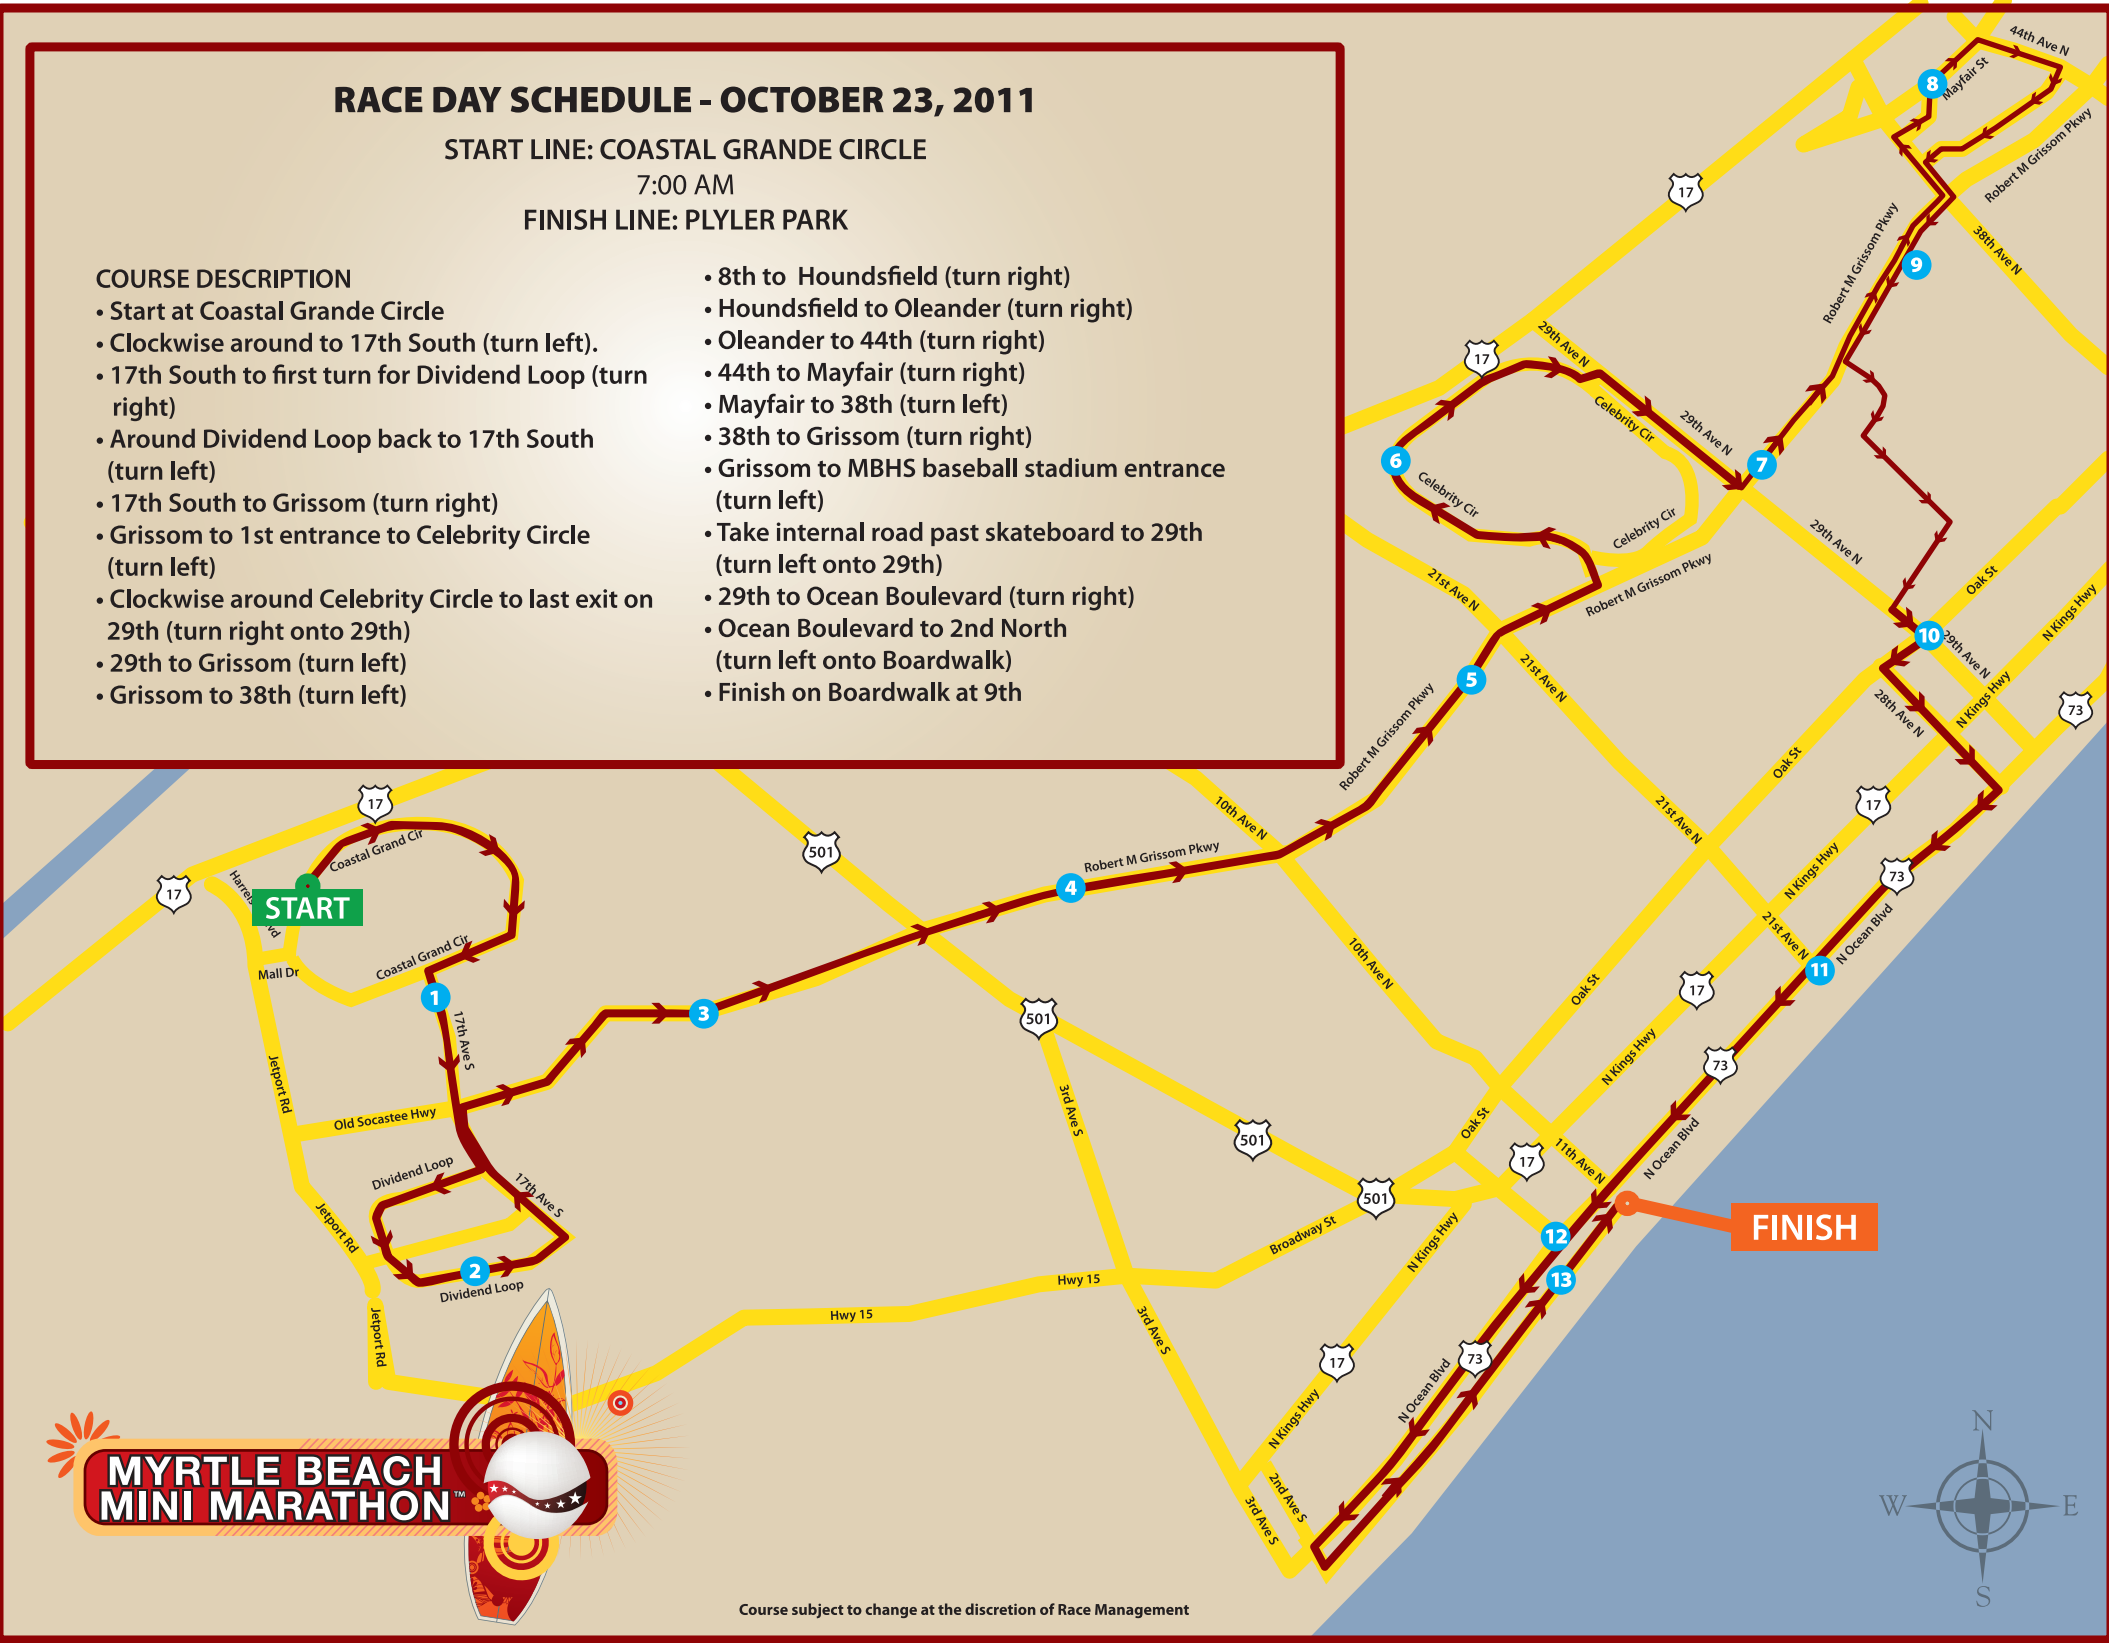 RACE DAY SCHEDULE - OCTOBER 23, 2011
START LINE: COASTAL GRANDE CIRCLE
7:00 AM
FINISH LINE: PLYLER PARK
COURSE DESCRIPTION
• Start at Coastal Grande Circle
• Clockwise around to 17th South (turn left).
• 17th South to first turn for Dividend Loop (turn
right)
• Around Dividend Loop back to 17th South
(turn left)
• 17th South to Grissom (turn right)
• Grissom to 1st entrance to Celebrity Circle
(turn left)
• Clockwise around Celebrity Circle to last exit on
29th (turn right onto 29th)
• 29th to Grissom (turn left)
• Grissom to 38th (turn left)
• 8th to Houndsfield (turn right)
• Houndsfield to Oleander (turn right)
• Oleander to 44th (turn right)
• 44th to Mayfair (turn right)
• Mayfair to 38th (turn left)
• 38th to Grissom (turn right)
• Grissom to MBHS baseball stadium entrance
(turn left)
• Take internal road past skateboard to 29th
(turn left onto 29th)
• 29th to Ocean Boulevard (turn right)
• Ocean Boulevard to 2nd North
(turn left onto Boardwalk)
• Finish on Boardwalk at 9th
44th Ave N
8
Mayfair St
Robert M Grissom Pkwy
17
38th Ave N
Robert M Grissom Pkwy
9
29th Ave N
17
Celebrity Cir
29th Ave N
6
7
Celebrity Cir
Celebrity Cir
29th Ave N
Robert M Grissom Pkwy
21st Ave N
Oak St
N Kings Hwy
10
29th Ave N
21st Ave N
5
N Kings Hwy
28th Ave N
73
Robert M Grissom Pkwy
Oak St
17
17
Coastal Grand Cir
501
10th Ave N
21st Ave N
Robert M Grissom Pkwy
4
N Kings Hwy
73
17
START
21st Ave N
N Ocean Blvd
Coastal Grand Cir
Mall Dr
10th Ave N
11
1
3
501
Oak St
17
17th Ave S
Jetport Rd
N Kings Hwy
73
Old Socastee Hwy
3rd Ave S
Oak St
501
N Ocean Blvd
Dividend Loop
17
11th Ave N
17th Ave S
501
FINISH
Jetport Rd
Broadway St
N Kings Hwy
12
2
Dividend Loop
Hwy 15
13
Hwy 15
3rd Ave S
Jetport Rd
17
73
N Ocean Blvd
N Kings Hwy
2nd Ave S
3rd Ave S
MYRTLE BEACH
MINI MARATHON™
N
W
E
S
Course subject to change at the discretion of Race Management